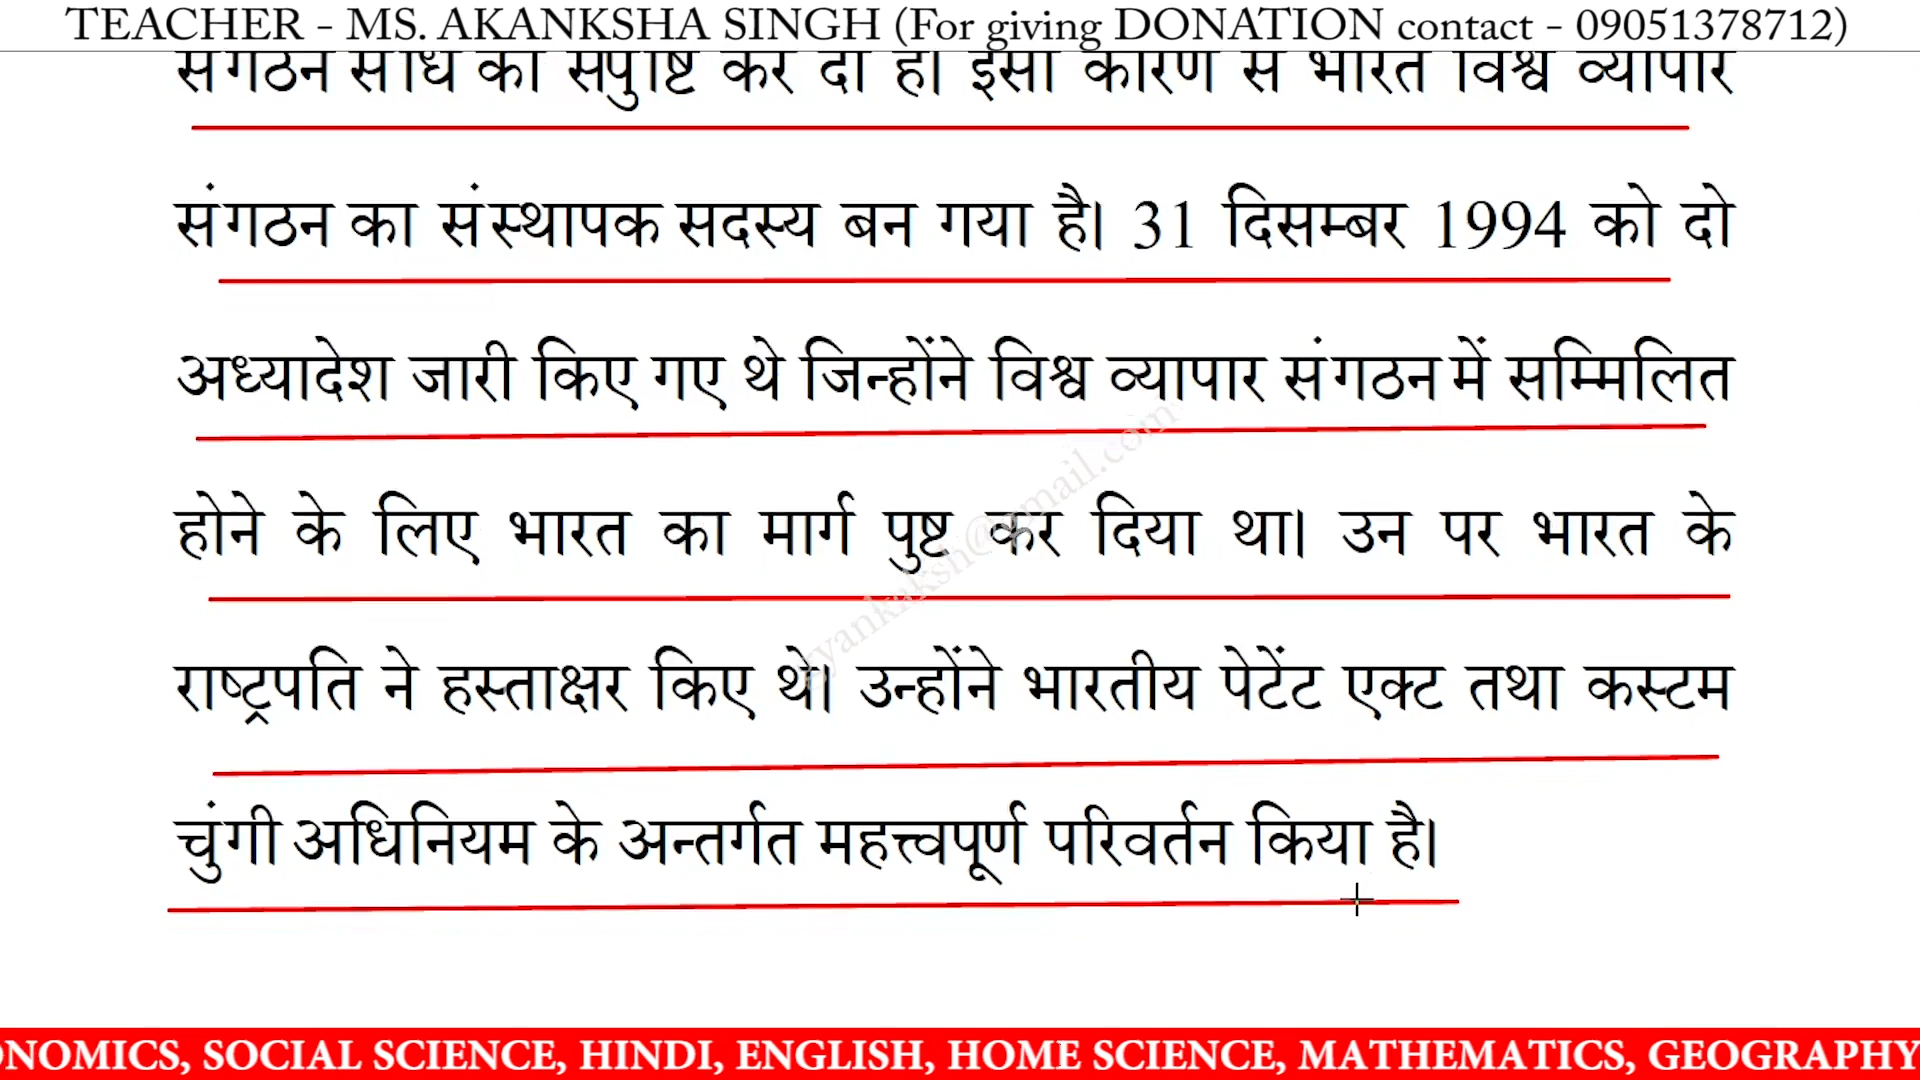 TEACHER - MS. AKANKSHA SINGH (For giving DONATION contact - 09051378712)
संगठन संधि की संपुष्टि कर दी है। इसी कारण से भारत विश्व व्यापार
संगठन का संस्थापक सदस्य बन गया है। 31 दिसम्बर 1994 को दो
अध्यादेश जारी किए गए थे जिन्होंने विश्व व्यापार संगठन में सम्मिलित
होने के लिए भारत का मार्ग पुष्ट कर दिया था। उन पर भारत के
राष्ट्रपति ने हस्ताक्षर किए थे। उन्होंने भारतीय पेटेंट एक्ट तथा कस्टम
चुंगी अधिनियम के अन्तर्गत महत्त्वपूर्ण परिवर्तन किया है।
ONOMICS, SOCIAL SCIENCE, HINDI, ENGLISH, HOME SCIENCE, MATHEMATICS, GEOGRAPHY